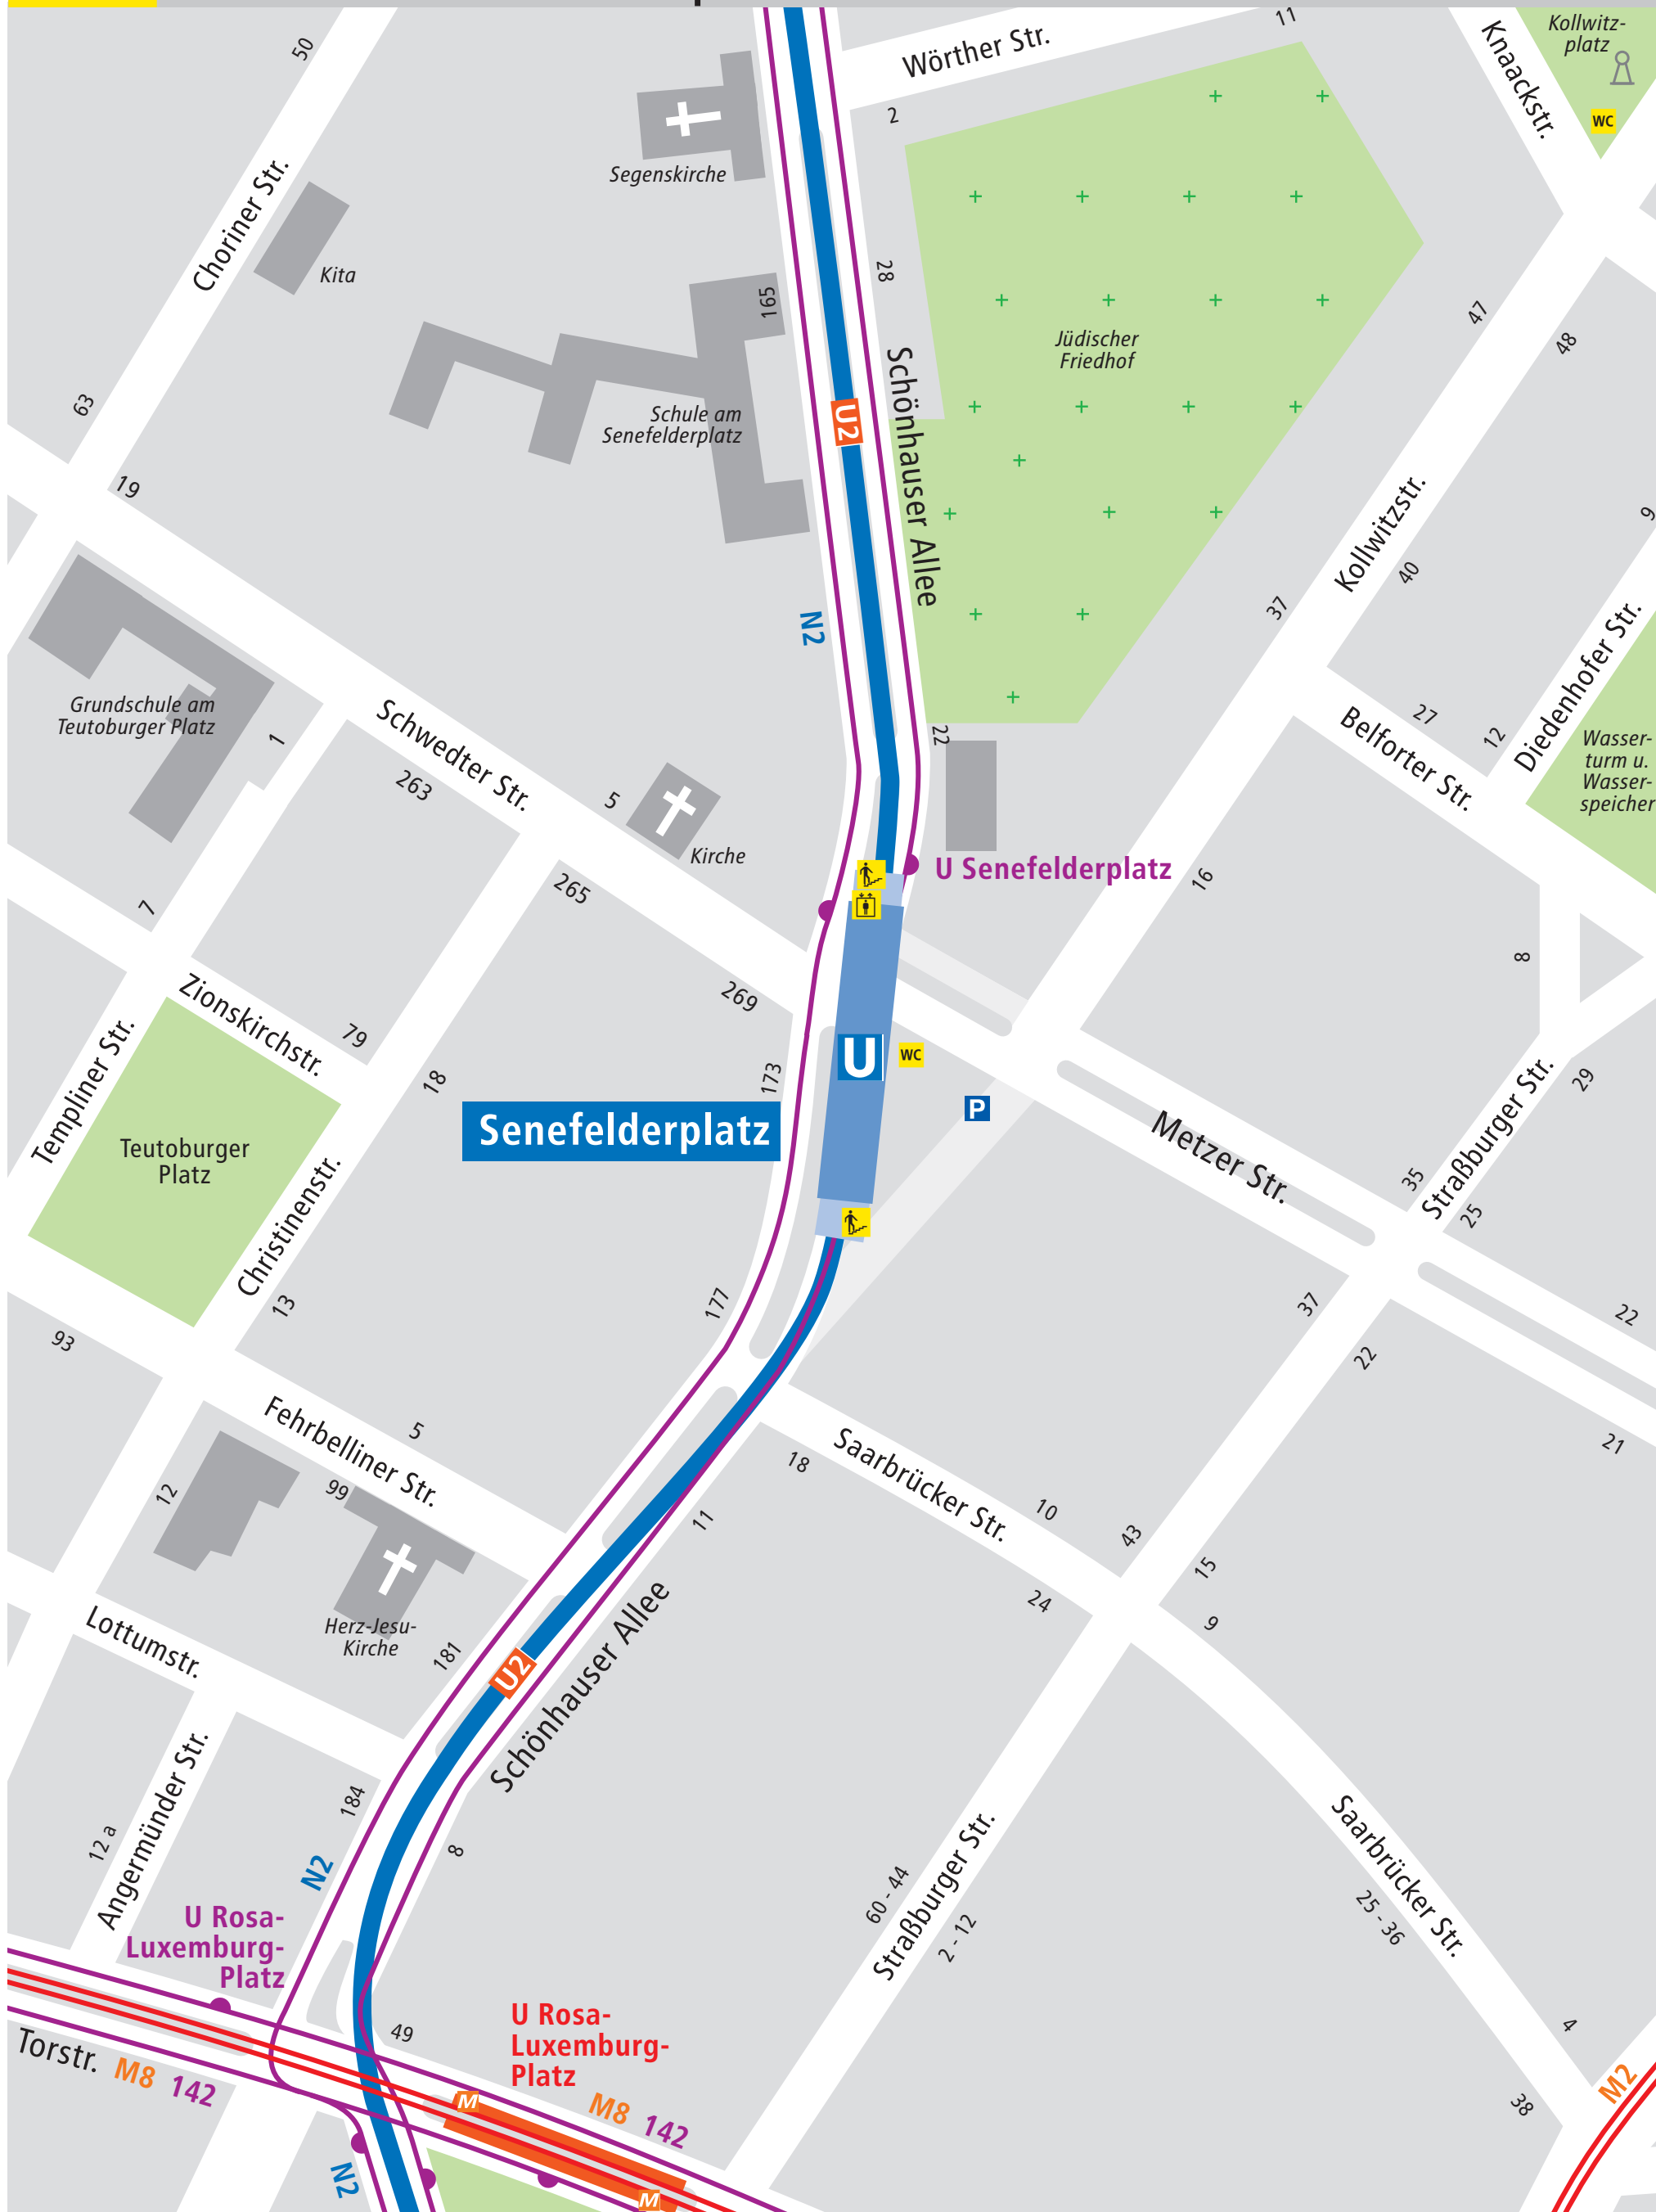 50
11
Kollwitz-
platz
Wörther Str.
Knaackstr.
2
WC
Segenskirche
Choriner Str.
Kita
28
195
47
48
Jüdischer
Friedhof
63
Schule am
Senefelderplatz
U2
Schönhauser Allee
19
Kollwitzstr.
9
40
37
N2
Diedenhofer Str.
Grundschule am
Teutoburger Platz
1
Schwedter Str.
263
5
Kirche
22
27
12
Belforter Str.
Wasser-
turm u.
Wasser-
speicher
U Senefelderplatz
16
265
7
8
Zionskirchstr.
269
79
18
173
U
WC
P
Senefelderplatz
Templiner Str.
Teutoburger
Platz
Christinenstr.
Metzer Str.
29
Straßburger Str.
35
25
13
177
37
22
22
93
Fehrbelliner Str.
5
99
12
18
Saarbrücker Str.
10
11
43
15
21
24
9
Herz-Jesu-
Kirche
Lottumstr.
181
U2
Schönhauser Allee
Angermünder Str.
184
12 a
8
N2
Straßburger Str.
60 - 44
2 - 12
Saarbrücker Str.
25 - 36
U Rosa-
Luxemburg-
Platz
49
U Rosa-
Luxemburg-
Platz
4
Torstr. M8 142
M
M8 142
M2
38
N2
M